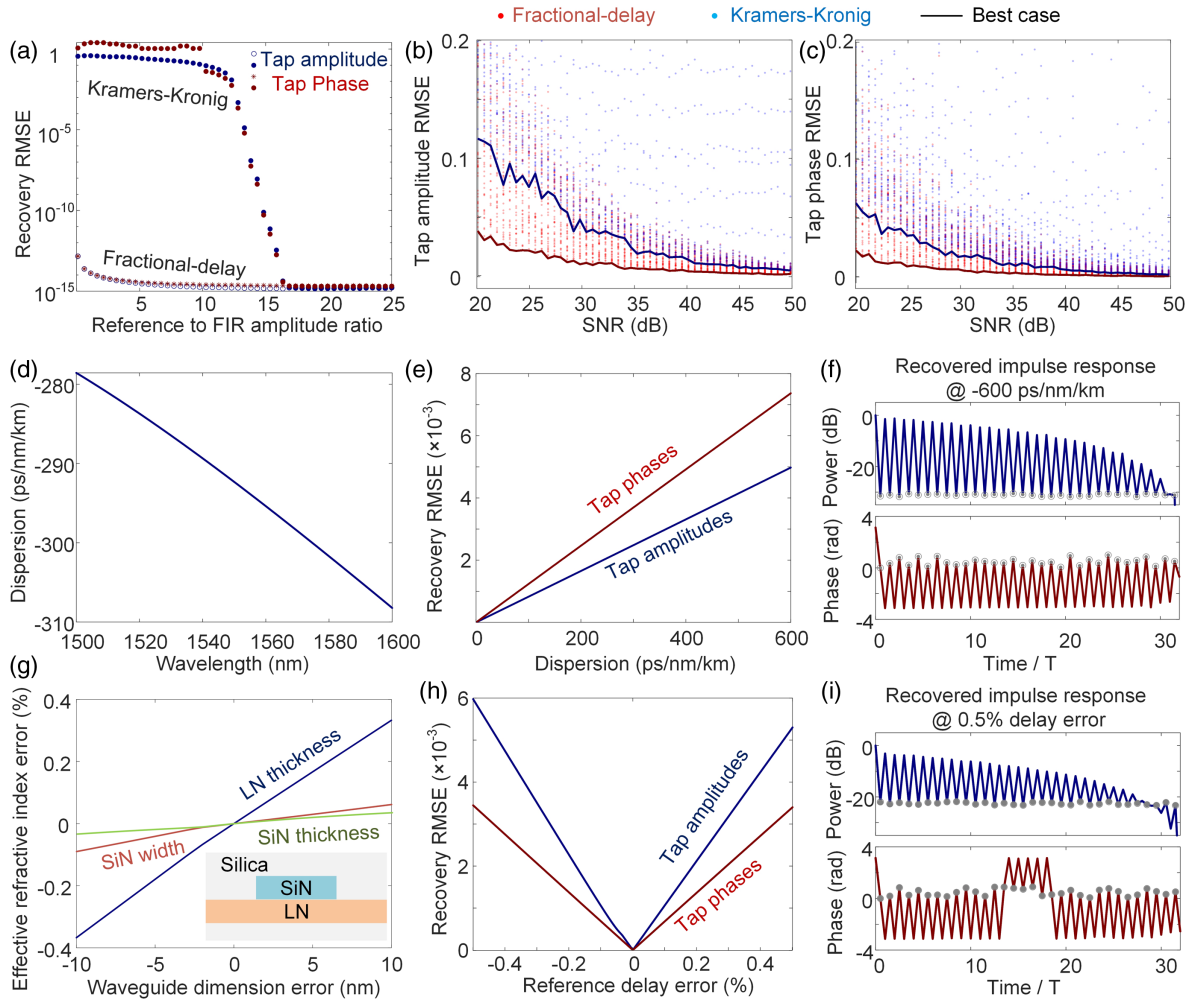 Fractional-delay Kramers-Kronig Best case
(a)
Recovery RMSE
1
10-5
10-10
10-15
Tap amplitude
Tap Phase
Kramers-Kronig
Fractional-delay
5 10 15 20 25
Reference to FIR amplitude ratio
(b)
Tap amplitude RMSE
0.2
0.1
0
20 25 30 35 40 45 50
SNR (dB)
(c)
Tap phase RMSE
0.2
0.1
0
20 25 30 35 40 45 50
SNR (dB)
(d)
Dispersion (ps/nm/km)
-280
-290
-300
-310
1500 1520 1540 1560 1580 1600
Wavelength (nm)
(e)
Recovery RMSE (×10-3)
8
6
4
2
Tap phases
Tap amplitudes
0 200 400 600
Dispersion (ps/nm/km)
(f)
Recovered impulse response
@ -600 ps/nm/km
Power (dB)
0
-20
Phase (rad)
4
0
-4
0 10 20 30
Time / T
(g)
Effective refractive index error (%)
0.4
0.2
0
-0.2
-0.4
LN thickness
SiN thickness
SiN width
Silica
SiN
LN
-10 -5 0 5 10
Waveguide dimension error (nm)
(h)
Recovery RMSE (×10-3)
6
4
2
0
Tap amplitudes
Tap phases
-0.4 -0.2 0 0.2 0.4
Reference delay error (%)
(i)
Recovered impulse response
@ 0.5% delay error
Power (dB)
0
-20
Phase (rad)
4
0
-4
0 10 20 30
Time / T